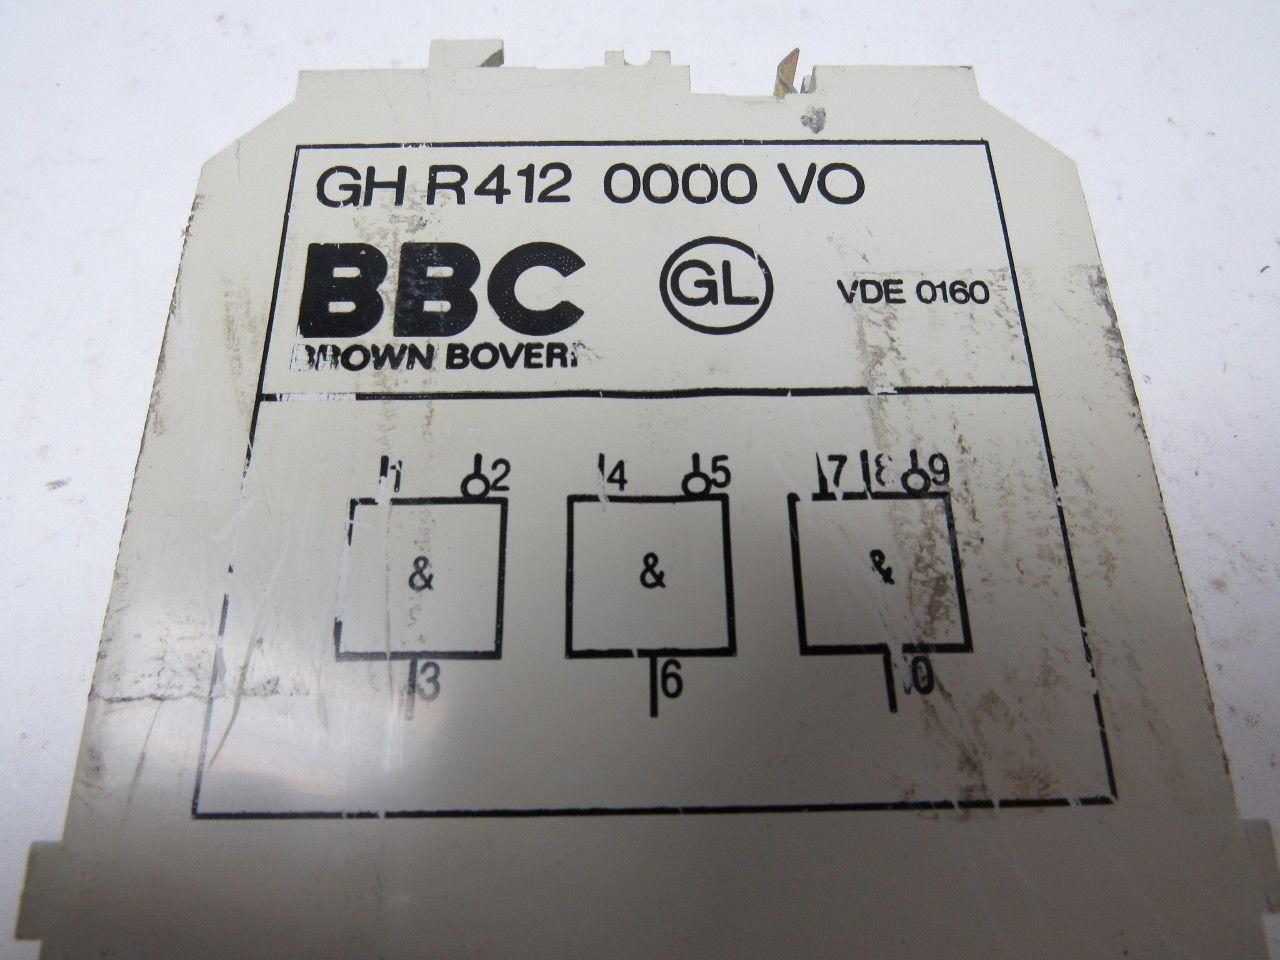 GH R412 0000 VO
BBC GL VDE 0160
BROWN BOVERI
1 2 4 5 7 8 9
& & &
3 6 0